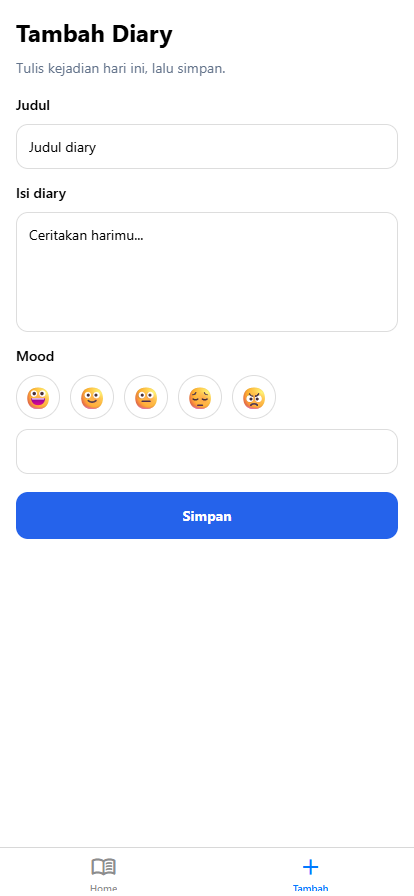 Tambah Diary
Tulis kejadian hari ini, lalu simpan.
Judul
Judul diary
Isi diary
Ceritakan harimu...
Mood
Simpan
Home
Tambah